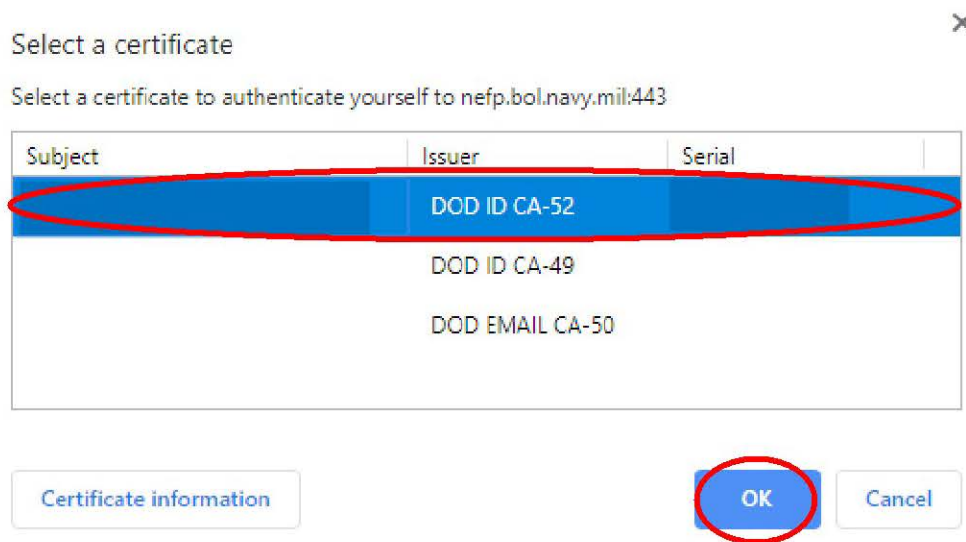 Select a certificate
Select a certificate to authenticate yourself to nefp.bol.navy.mil:443
Subject Issuer Serial
DOD ID CA-52
DOD ID CA-49
DOD EMAIL CA-50
Certificate information OK Cancel